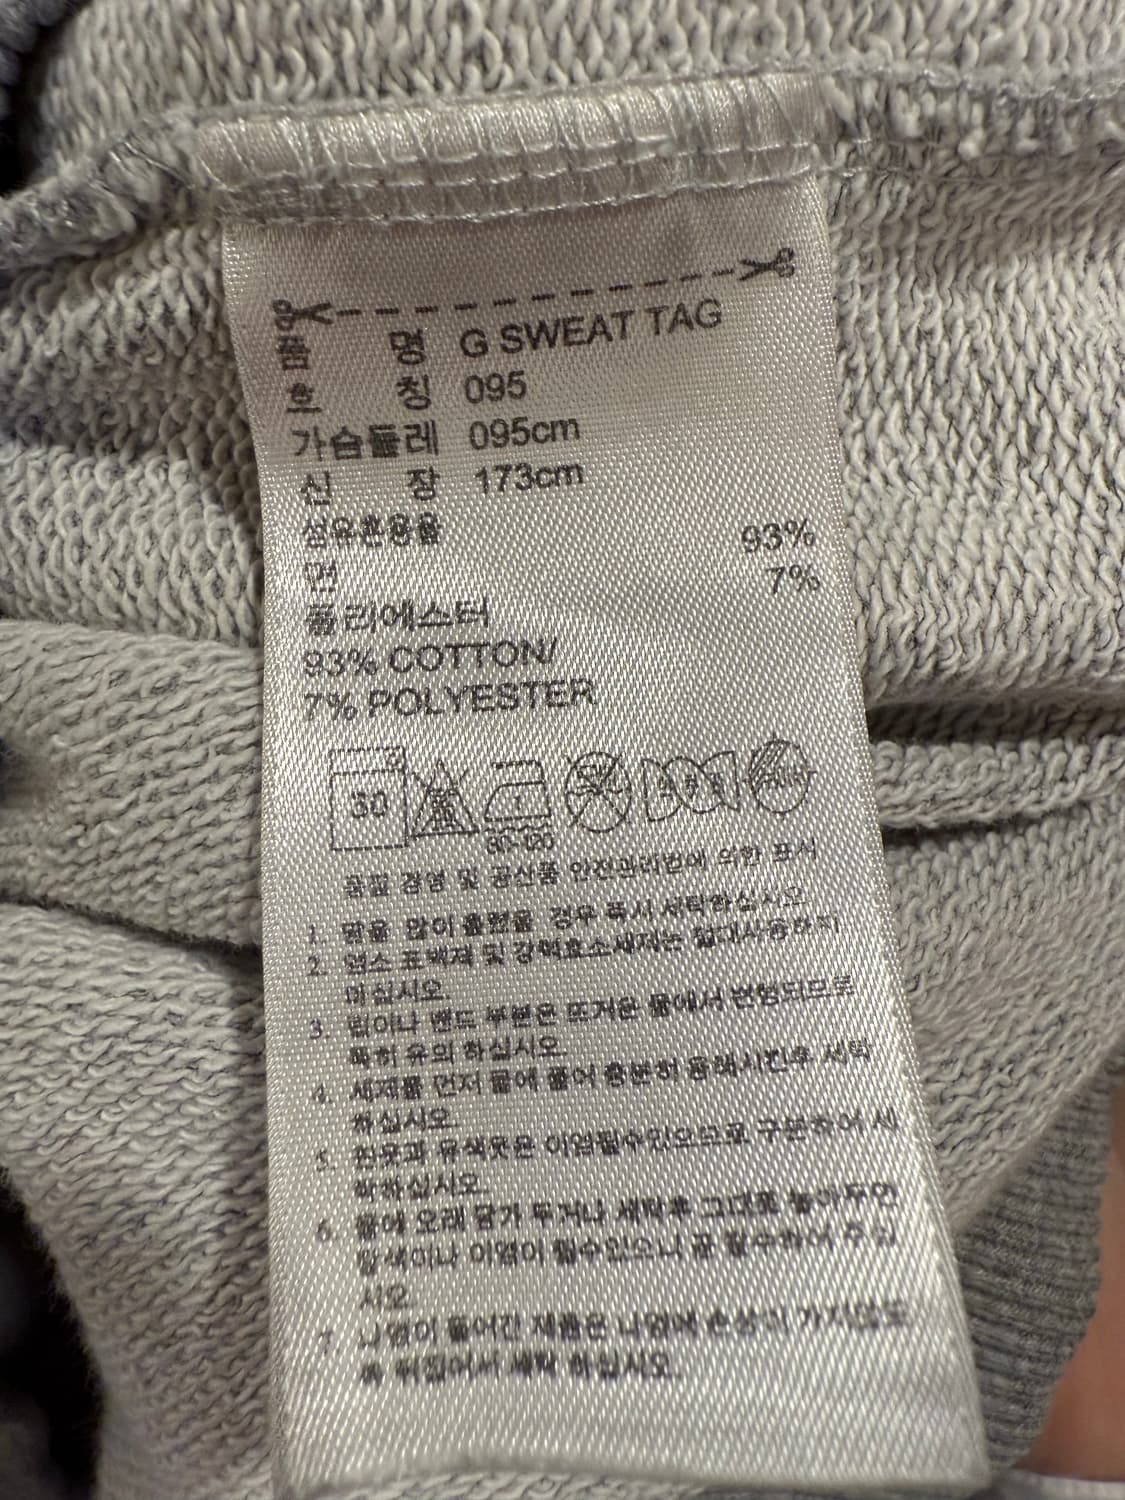 품 명 G SWEAT TAG
호 칭 095
가슴둘레 095cm
신 장 173cm
섬유혼용율
93%
면
7%
폴리에스터
93% COTTON/
7% POLYESTER
30
80-120
품질 경영 및 공산품 안전관리법에 의한 표시
1. 땀을 많이 흘렸을 경우 즉시 세탁하십시오
2. 염소 표백제 및 강력효소세제는 절대사용하지
마십시오.
3. 립이나 밴드 부분은 뜨거운 물에서 변형되므로
특히 유의 하십시오.
4. 세제를 먼저 물에 풀어 충분히 용해시킨후 세탁
하십시오
5. 흰옷과 유색옷은 이염될수있으므로 구분하여 세
탁하십시오.
6. 물에 오래 담가 두거나 세탁후 그대로 놓아두면
탈색이나 이염이 될수있으니 꼭 주십
시오.
7. 나염이 들어간 제품은 나염에 손상이 가지않도
록 뒤집어서 세탁 하십시오.